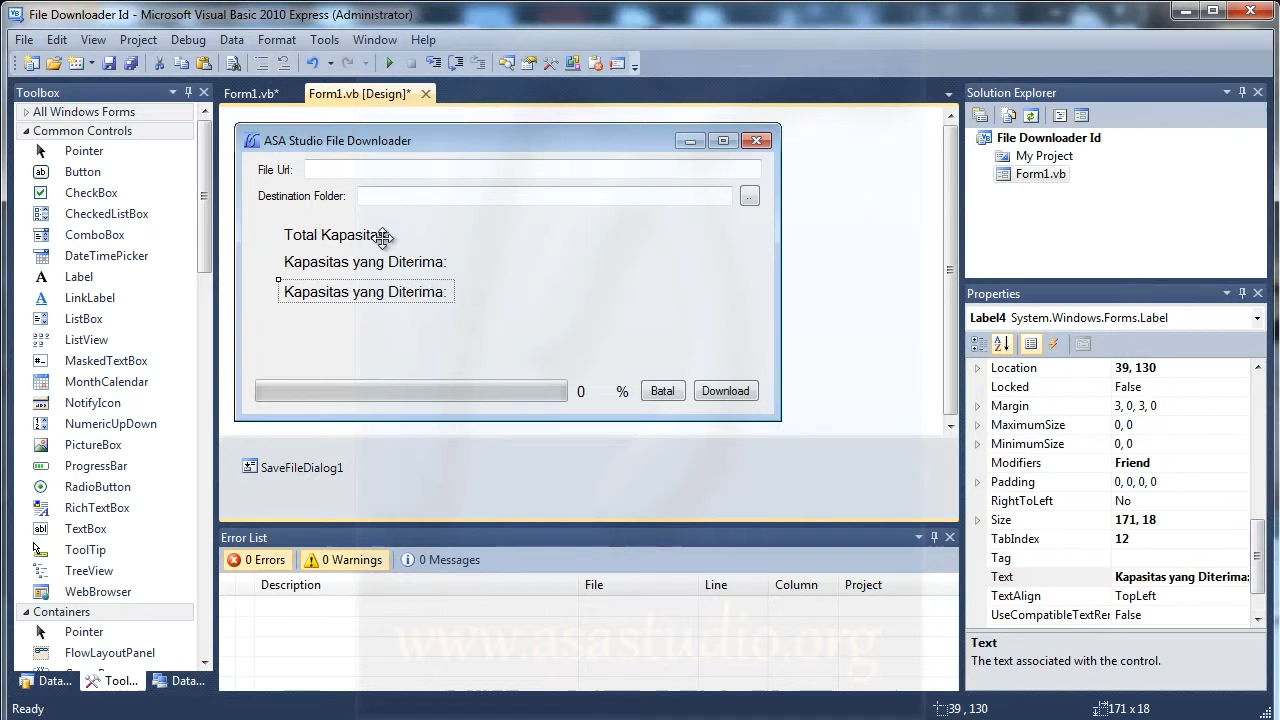 File Downloader Id - Microsoft Visual Basic 2010 Express (Administrator)
File Edit View Project Debug Data Format Tools Window Help
Toolbox
All Windows Forms
Common Controls
Pointer
Button
CheckBox
CheckedListBox
ComboBox
DateTimePicker
Label
LinkLabel
ListBox
ListView
MaskedTextBox
MonthCalendar
NotifyIcon
NumericUpDown
PictureBox
ProgressBar
RadioButton
RichTextBox
TextBox
ToolTip
TreeView
WebBrowser
Containers
Pointer
FlowLayoutPanel
Data... Tool... Data...
Form1.vb* Form1.vb [Design]*
ASA Studio File Downloader
File Url:
Destination Folder: ..
Total Kapasitas
Kapasitas yang Diterima:
Kapasitas yang Diterima:
0 % Batal Download
SaveFileDialog1
Error List
0 Errors 0 Warnings 0 Messages
Description File Line Column Project
www.asastudio.org
Solution Explorer
File Downloader Id
My Project
Form1.vb
Properties
Label4 System.Windows.Forms.Label
Location 39, 130
Locked False
Margin 3, 0, 3, 0
MaximumSize 0, 0
MinimumSize 0, 0
Modifiers Friend
Padding 0, 0, 0, 0
RightToLeft No
Size 171, 18
TabIndex 12
Tag
Text Kapasitas yang Diterima:
TextAlign TopLeft
UseCompatibleTextRer False
Text
The text associated with the control.
Ready 39 , 130 171 x 18